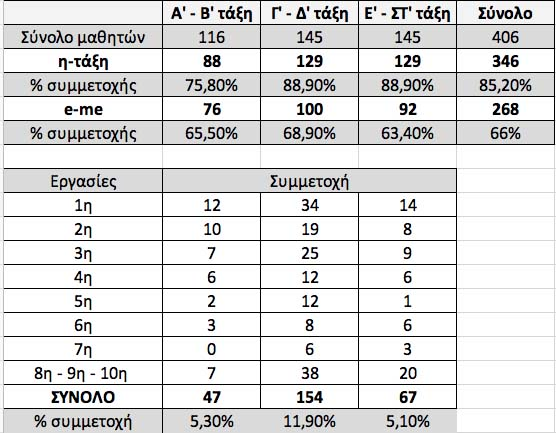 Α' - Β' τάξη Γ' - Δ' τάξη Ε' - ΣΤ' τάξη Σύνολο
Σύνολο μαθητών 116 145 145 406
η-τάξη 88 129 129 346
% συμμετοχής 75,80% 88,90% 88,90% 85,20%
e-me 76 100 92 268
% συμμετοχής 65,50% 68,90% 63,40% 66%
Εργασίες Συμμετοχή
1η 12 34 14
2η 10 19 8
3η 7 25 9
4η 6 12 6
5η 2 12 1
6η 3 8 6
7η 0 6 3
8η - 9η - 10η 7 38 20
ΣΥΝΟΛΟ 47 154 67
% συμμετοχή 5,30% 11,90% 5,10%